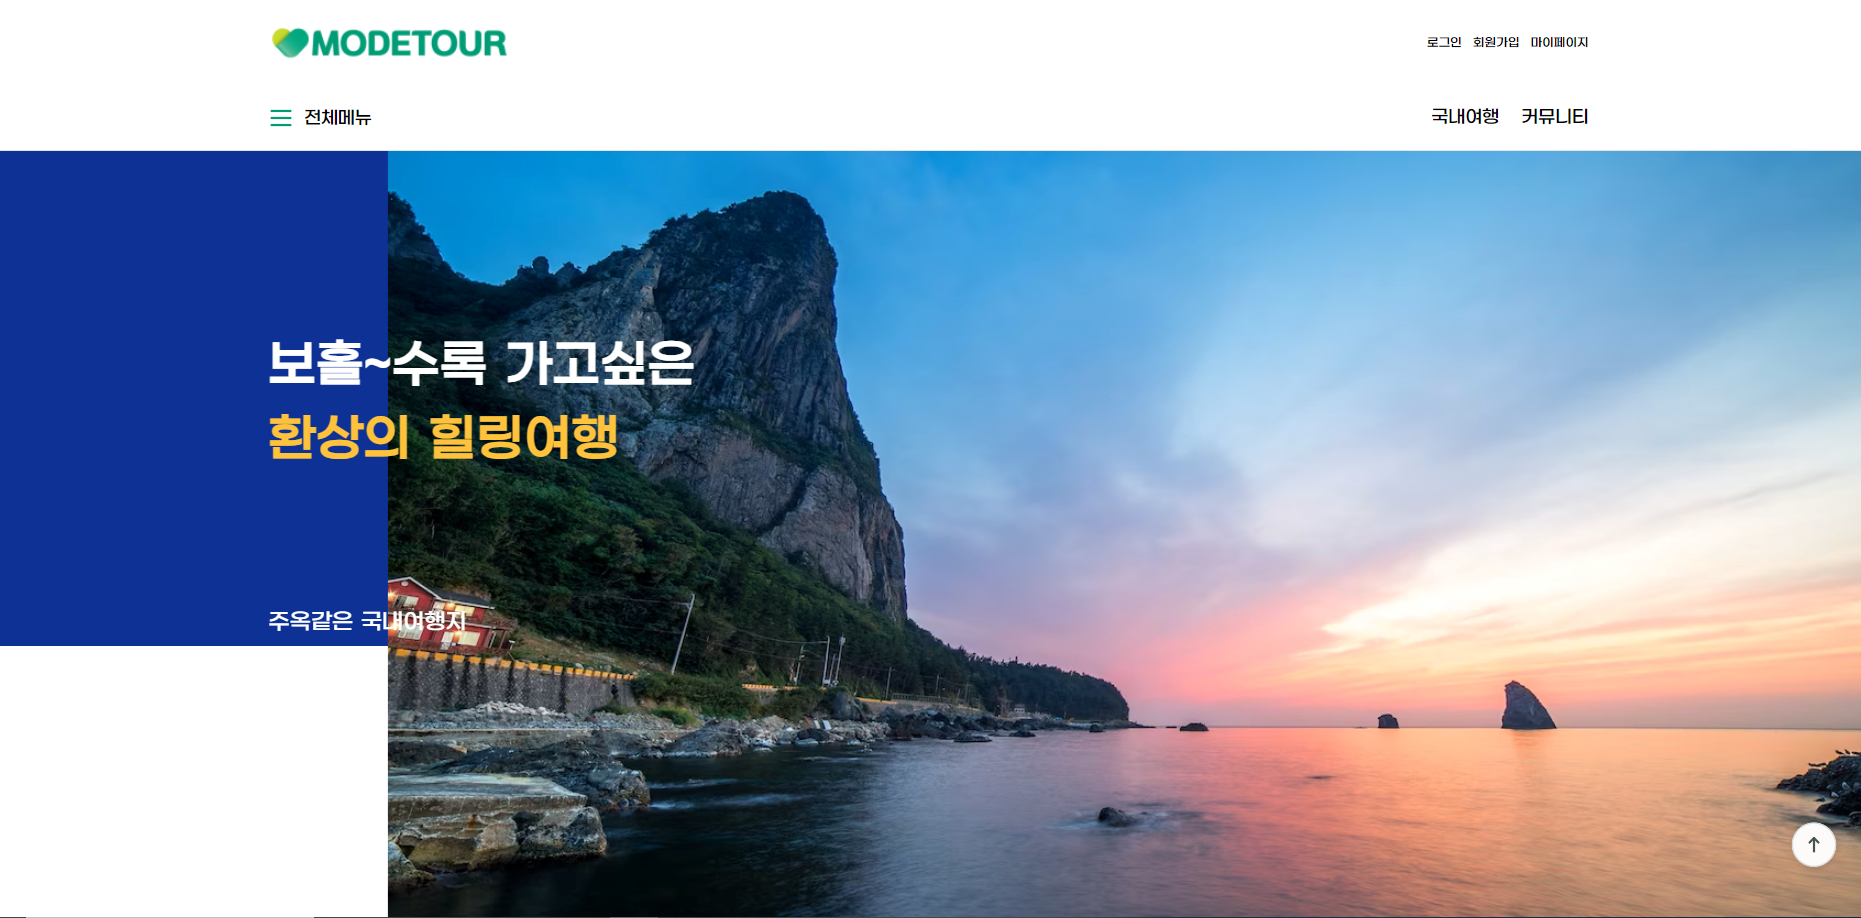 MODETOUR
로그인 회원가입 마이페이지
전체메뉴
국내여행 커뮤니티
보홀~수록 가고싶은
환상의 힐링여행
주옥같은 국내여행지